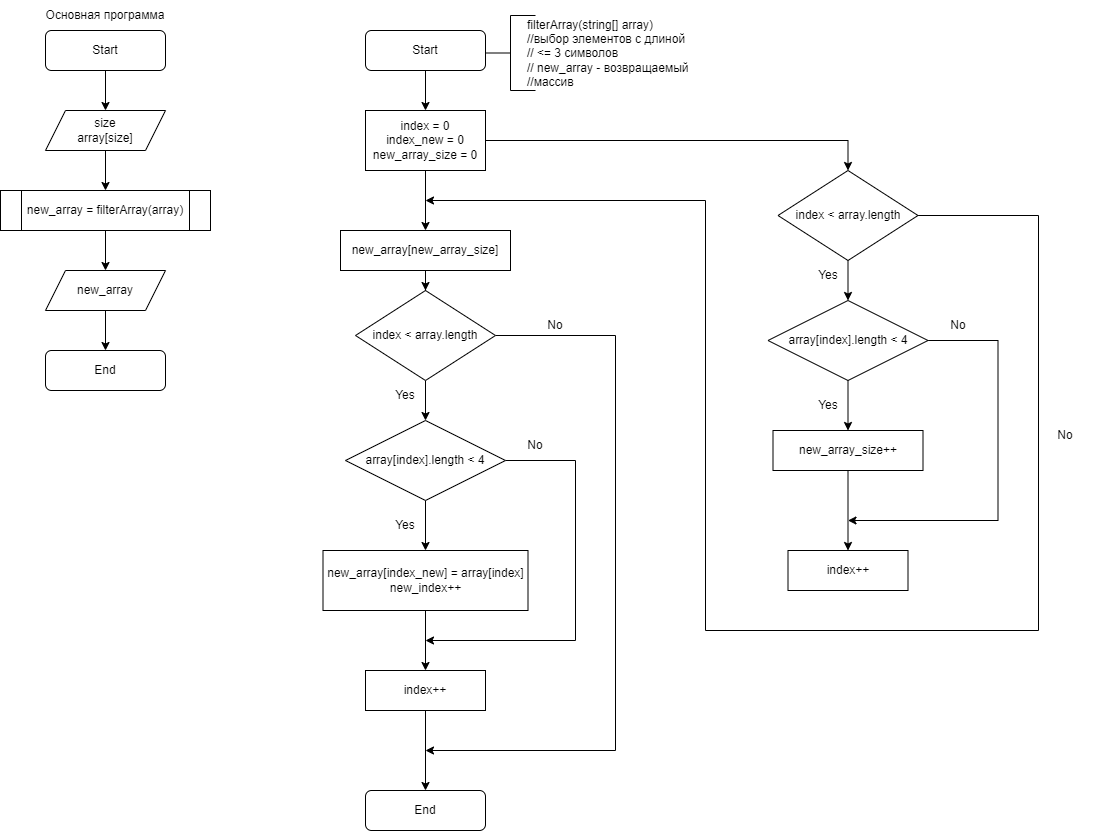 Основная программа
Start
size
array[size]
new_array = filterArray(array)
new_array
End
Start
filterArray(string[] array)
//выбор элементов с длиной
// <= 3 символов
// new_array - возвращаемый
//массив
index = 0
index_new = 0
new_array_size = 0
new_array[new_array_size]
index < array.length
No
Yes
array[index].length < 4
No
Yes
new_array[index_new] = array[index]
new_index++
index++
End
index < array.length
Yes
No
array[index].length < 4
No
Yes
new_array_size++
index++